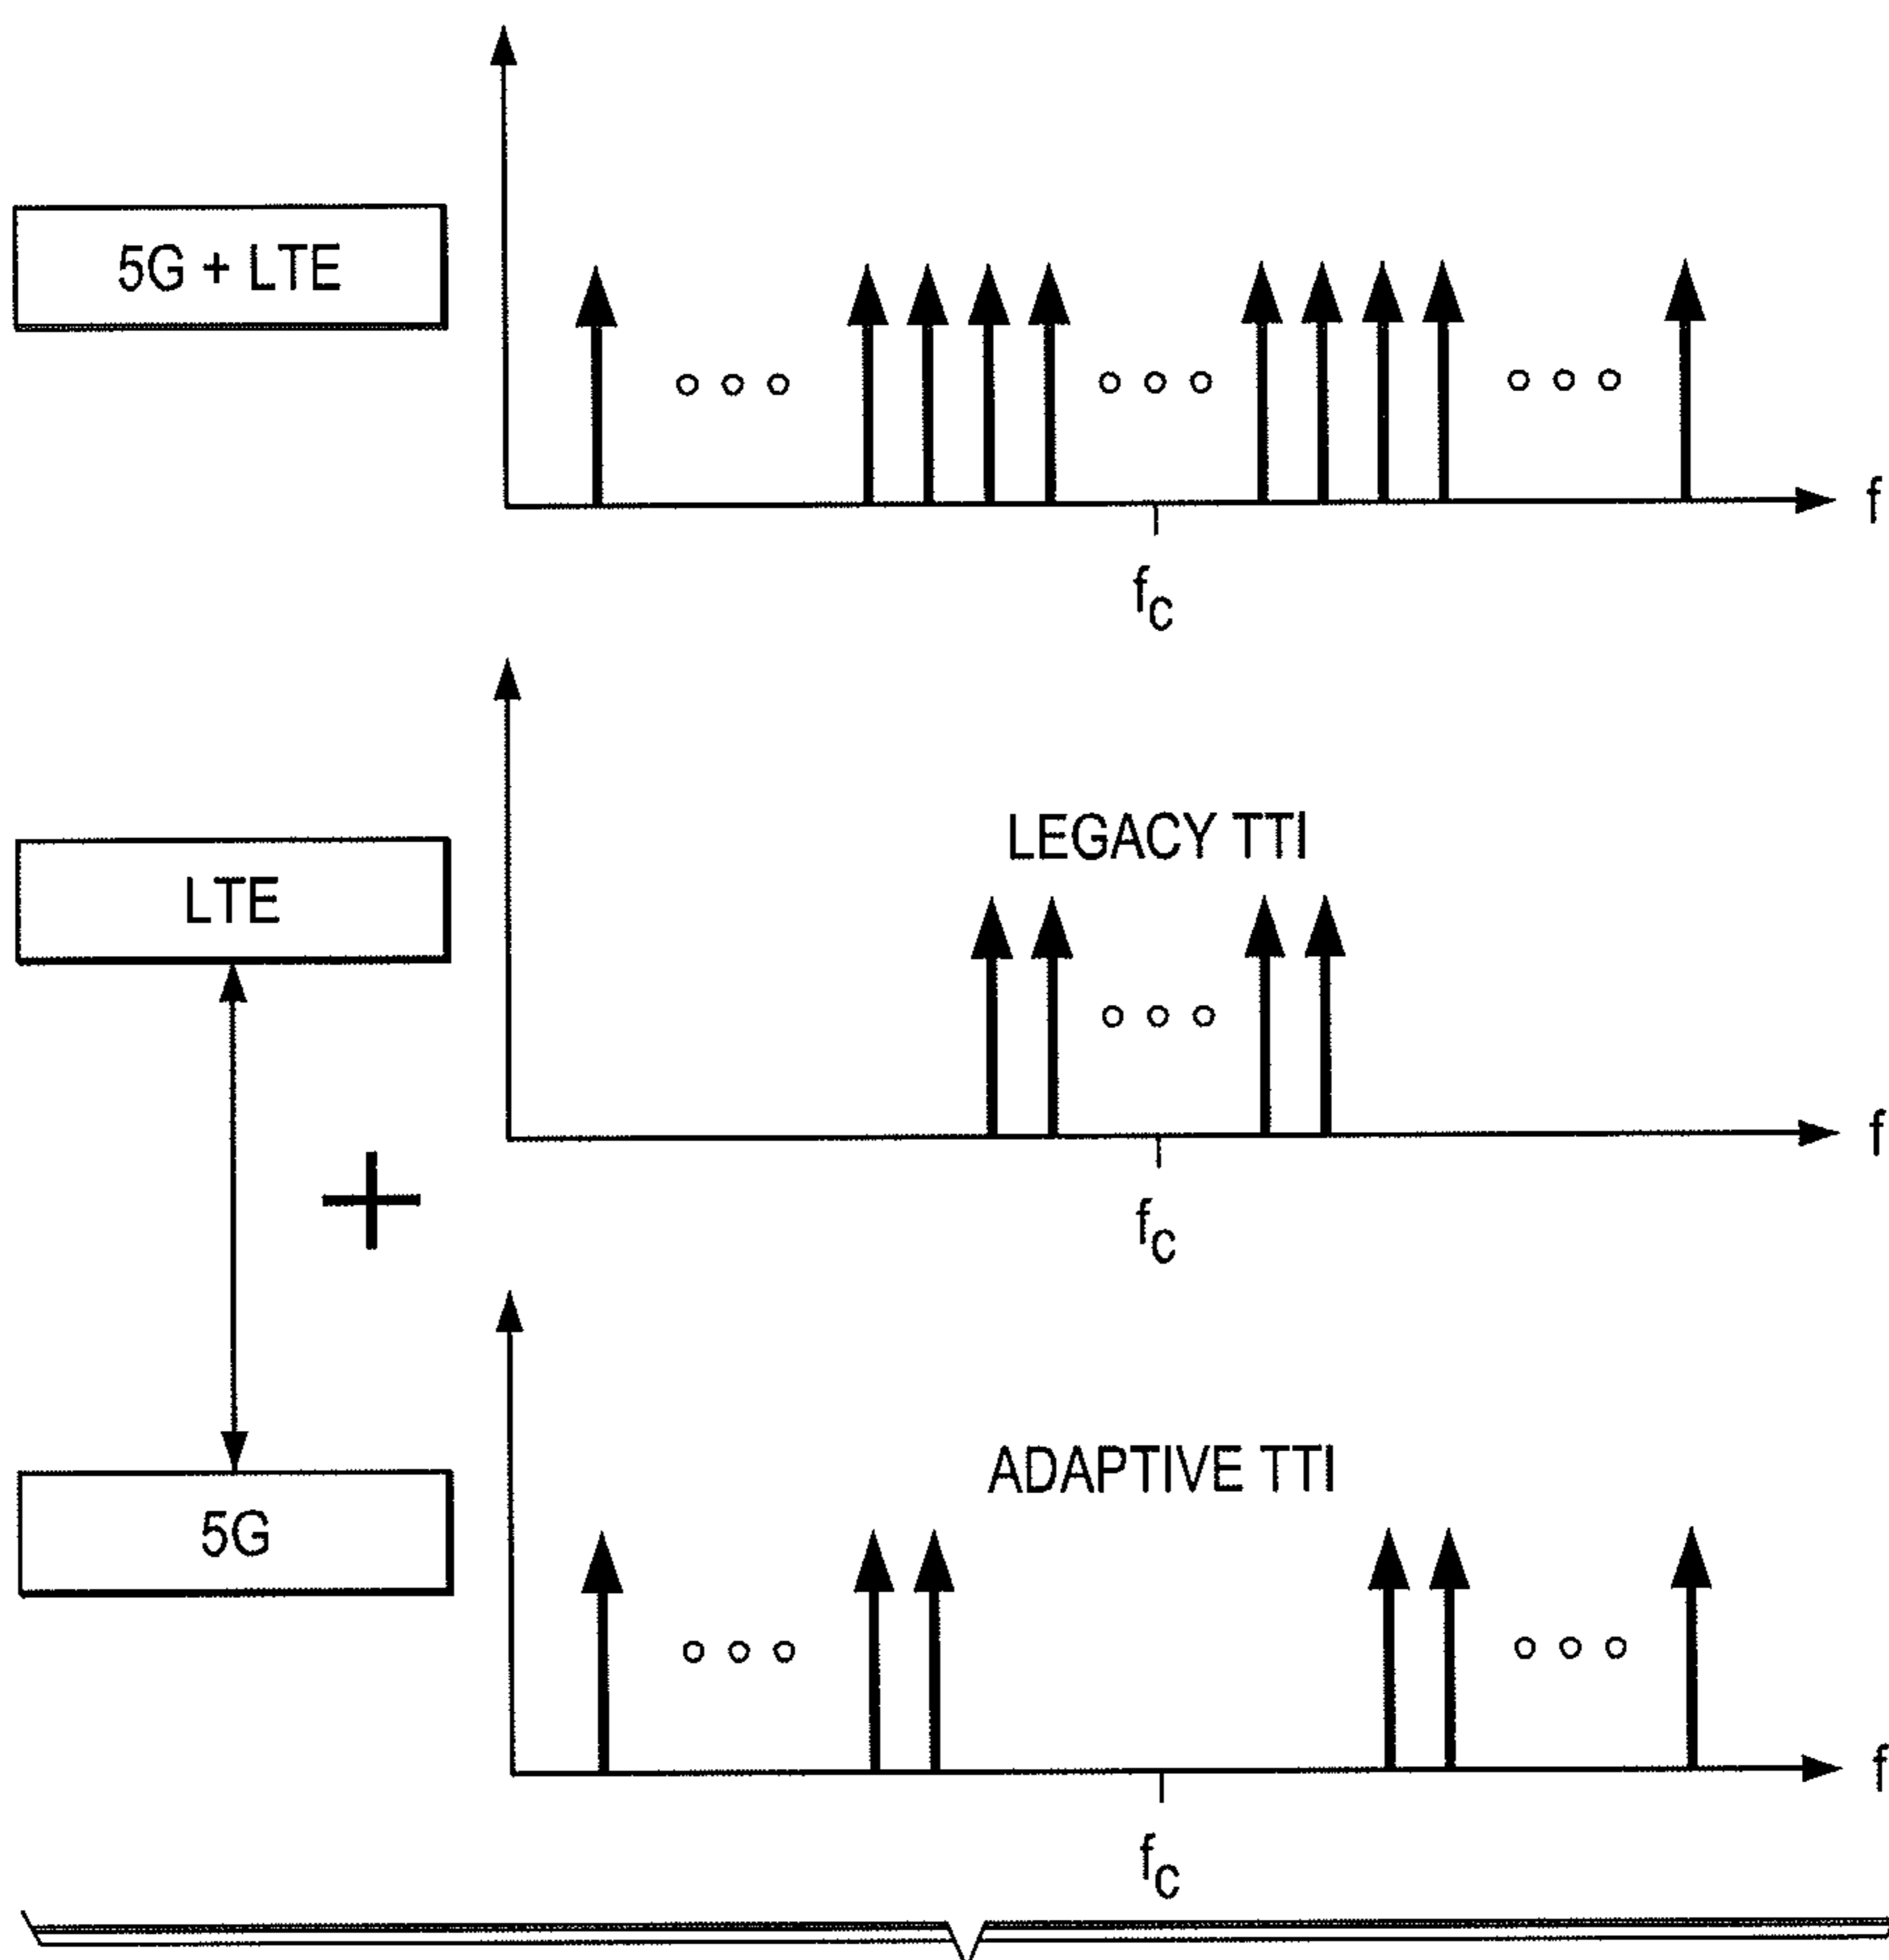 5G + LTE
f
fC
LEGACY TTI
LTE
f
fC
+
ADAPTIVE TTI
5G
f
fC